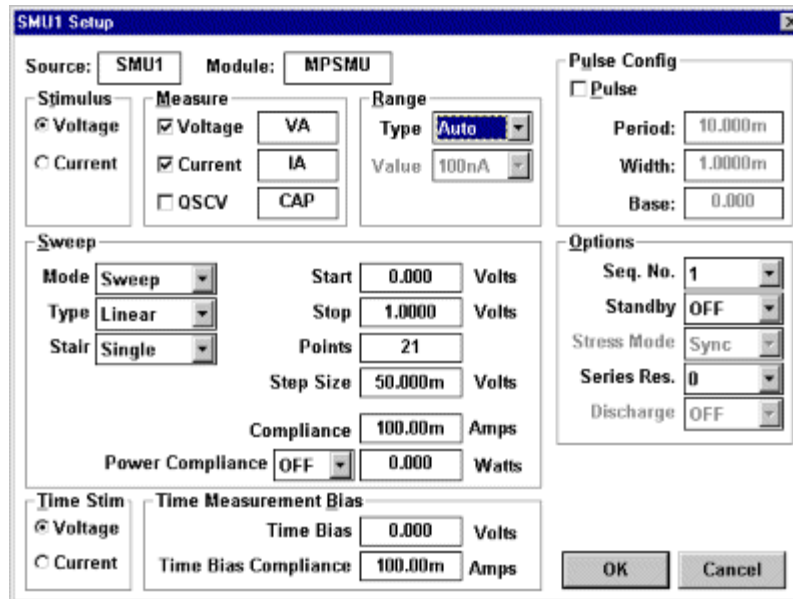 SMU1 Setup
Source: SMU1 Module: MPSMU
Stimulus
Voltage
Current
Measure
Voltage VA
Current IA
QSCV CAP
Range
Type Auto
Value 100nA
Pulse Config
Pulse
Period: 10.000m
Width: 1.0000m
Base: 0.000
Sweep
Mode Sweep
Type Linear
Stair Single
Start 0.000 Volts
Stop 1.0000 Volts
Points 21
Step Size 50.000m Volts
Compliance 100.00m Amps
Power Compliance OFF 0.000 Watts
Options
Seq. No. 1
Standby OFF
Stress Mode Sync
Series Res. 0
Discharge OFF
Time Stim
Voltage
Current
Time Measurement Bias
Time Bias 0.000 Volts
Time Bias Compliance 100.00m Amps
OK Cancel